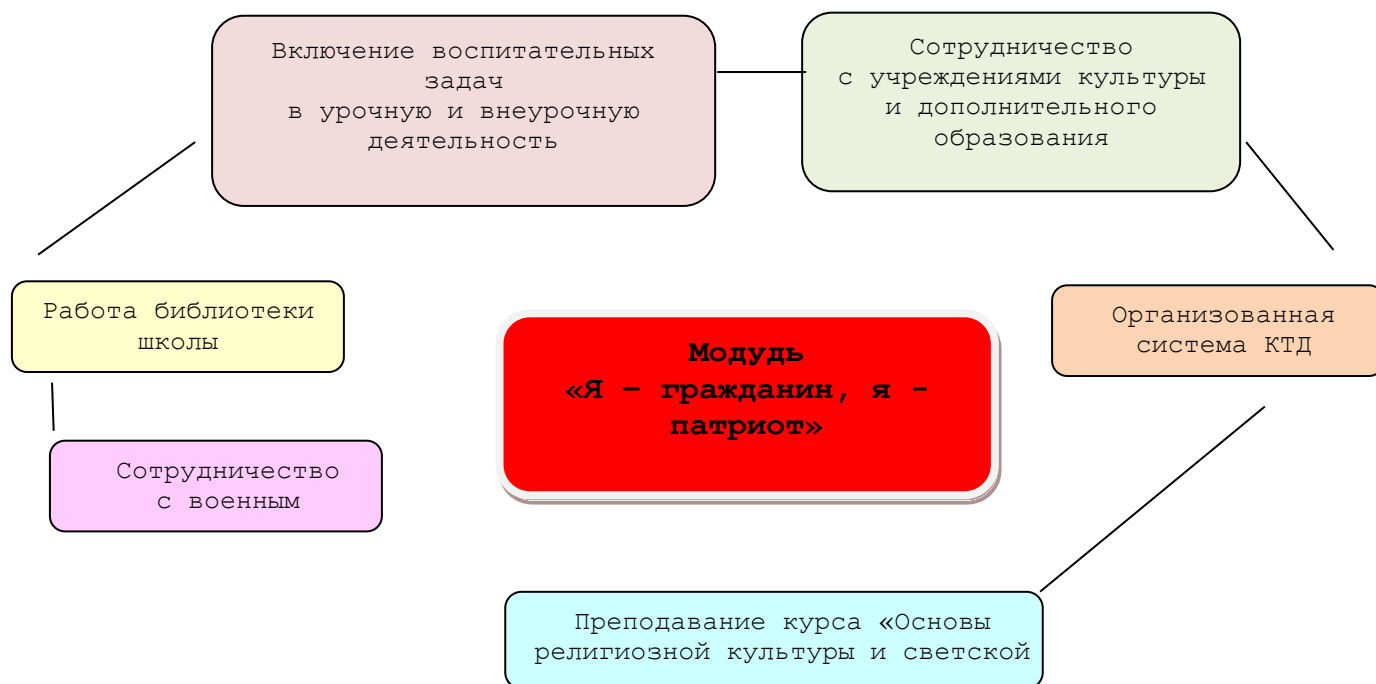 Включение воспитательных
задач
в урочную и внеурочную
деятельность
Сотрудничество
с учреждениями культуры
и дополнительного
образования
Работа библиотеки
школы
Модудь
«Я – гражданин, я -
патриот»
Организованная
система КТД
Сотрудничество
с военным
Преподавание курса «Основы
религиозной культуры и светской